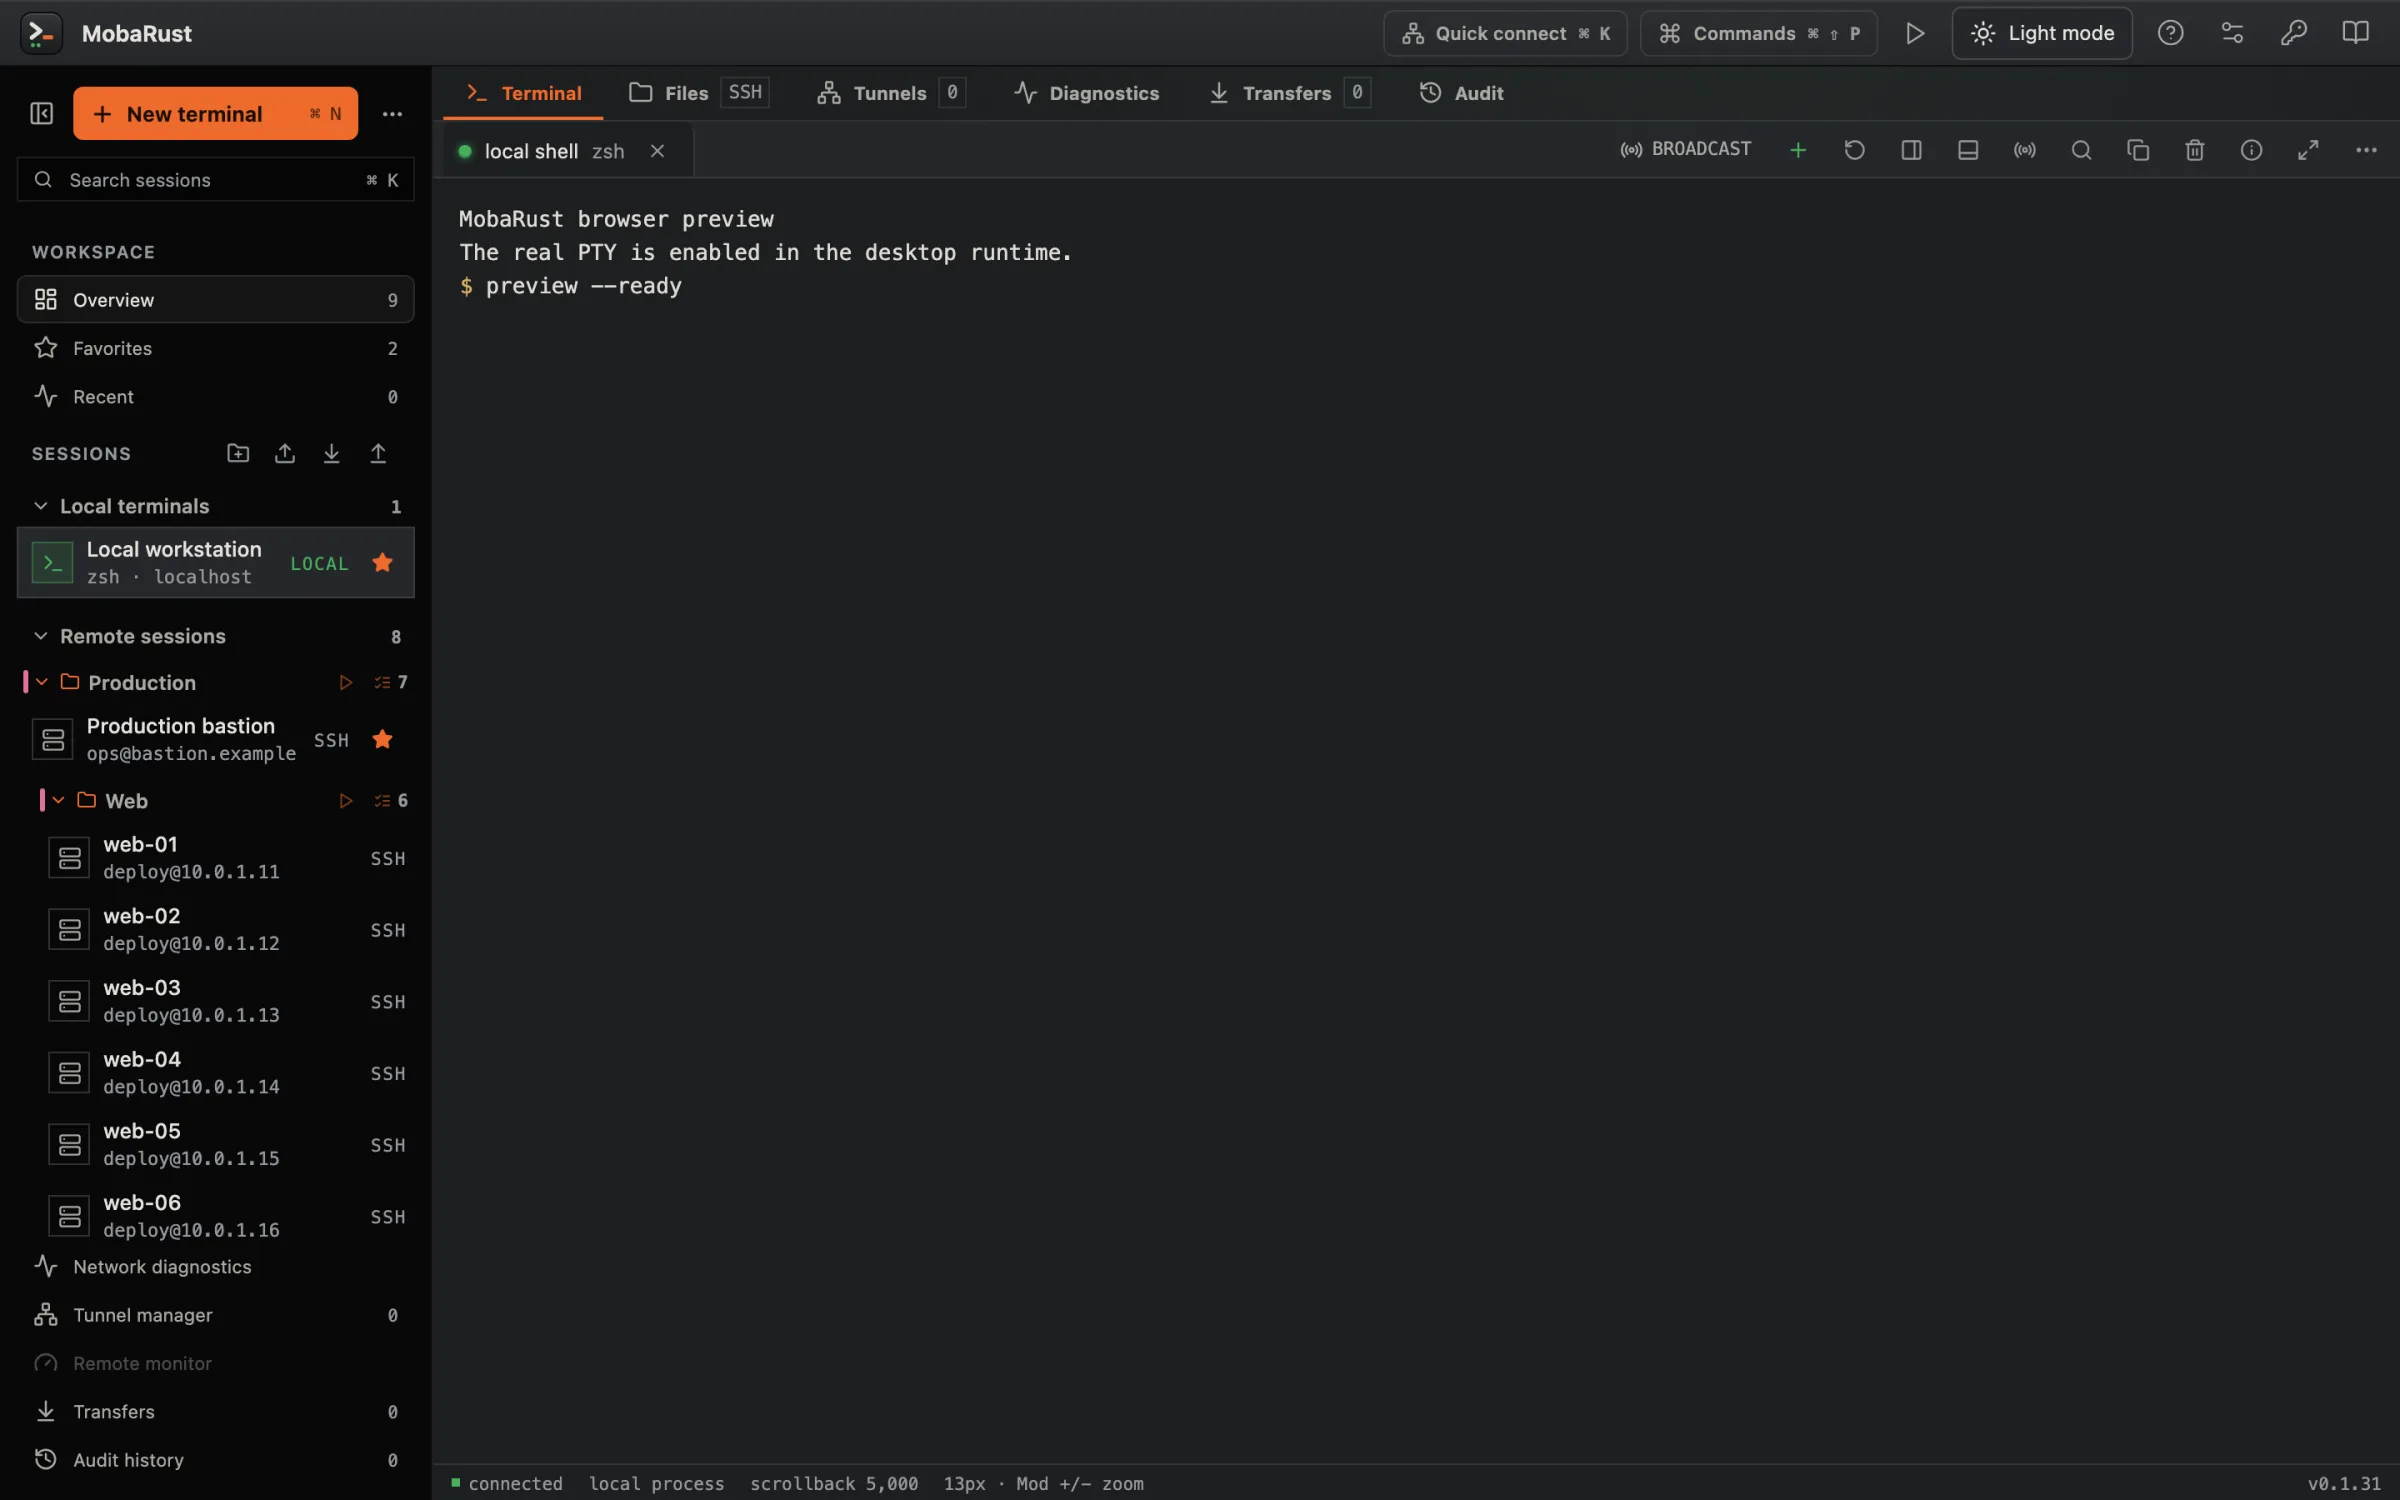 MobaRust
Quick connect ⌘ K
Commands ⌘ ⇧ P
Light mode
New terminal ⌘ N
Search sessions ⌘ K
WORKSPACE
Overview 9
Favorites 2
Recent 0
SESSIONS
Local terminals 1
Local workstation
zsh · localhost
LOCAL
Remote sessions 8
Production 7
Production bastion
ops@bastion.example
SSH
Web 6
web-01
deploy@10.0.1.11
SSH
web-02
deploy@10.0.1.12
SSH
web-03
deploy@10.0.1.13
SSH
web-04
deploy@10.0.1.14
SSH
web-05
deploy@10.0.1.15
SSH
web-06
deploy@10.0.1.16
SSH
Network diagnostics
Tunnel manager 0
Remote monitor
Transfers 0
Audit history 0
Terminal
Files SSH
Tunnels 0
Diagnostics
Transfers 0
Audit
local shell zsh
BROADCAST
MobaRust browser preview
The real PTY is enabled in the desktop runtime.
$ preview --ready
connected local process scrollback 5,000 13px · Mod +/- zoom
v0.1.31